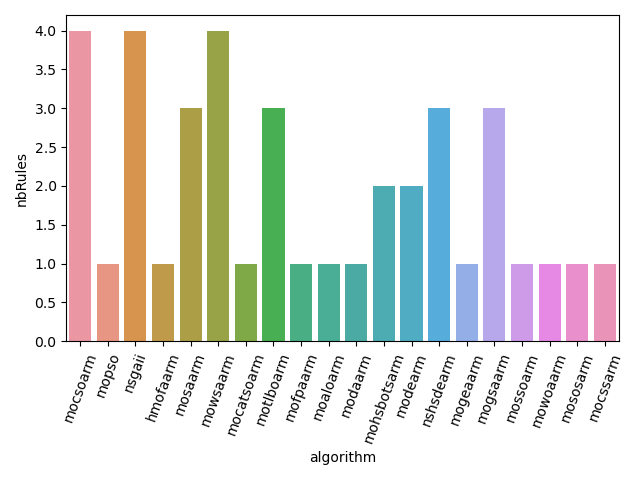 4.0
3.5
3.0
2.5
2.0
1.5
1.0
0.5
0.0
nbRules
mocsoarm
mopso
nsgaii
hmofaarm
mosaarm
mowsaarm
mocatsoarm
motlboarm
mofpaarm
moaloarm
modaarm
mohsbotsarm
modearm
nshsdearm
mogeaarm
mogsaarm
mossoarm
mowoaarm
mososarm
mocssarm
algorithm